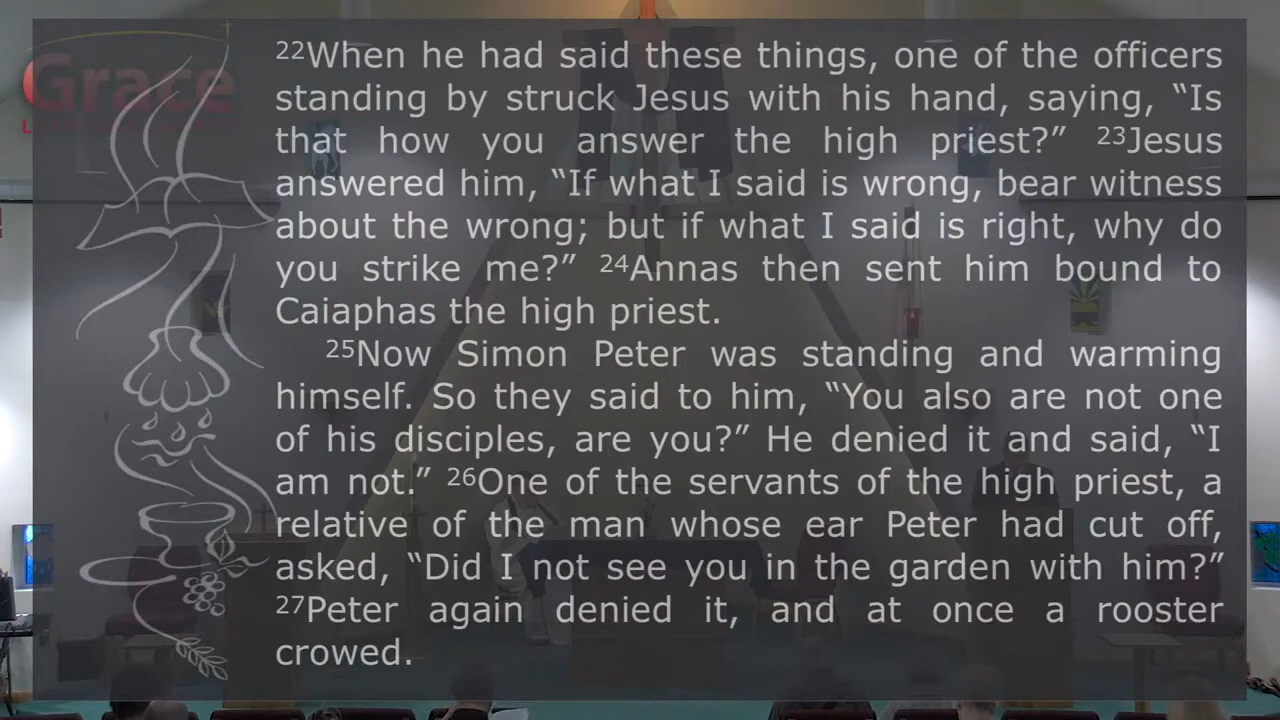 Grace
22When he had said these things, one of the officers
standing by struck Jesus with his hand, saying, “Is
that how you answer the high priest?” 23Jesus
answered him, “If what I said is wrong, bear witness
about the wrong; but if what I said is right, why do
you strike me?” 24Annas then sent him bound to
Caiaphas the high priest.
25Now Simon Peter was standing and warming
himself. So they said to him, “You also are not one
of his disciples, are you?” He denied it and said, “I
am not.” 26One of the servants of the high priest, a
relative of the man whose ear Peter had cut off,
asked, “Did I not see you in the garden with him?”
27Peter again denied it, and at once a rooster
crowed.